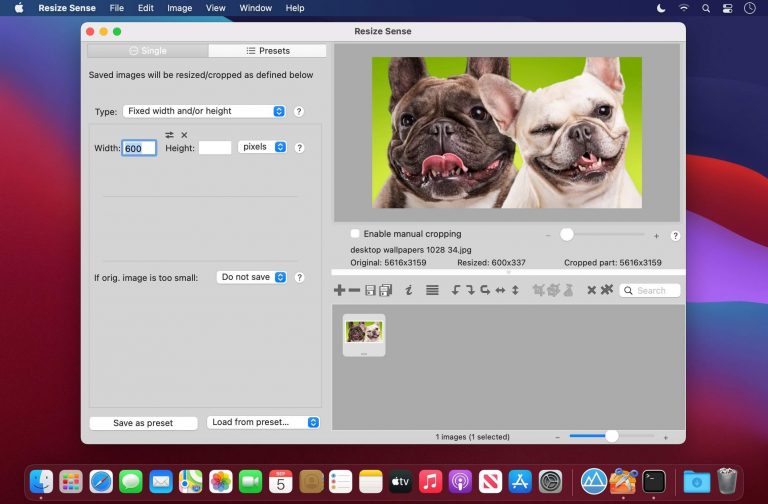 Resize Sense File Edit Image View Window Help
Resize Sense
Single Presets
Saved images will be resized/cropped as defined below
Type: Fixed width and/or height ?
Width: 600 Height: pixels ?
If orig. image is too small: Do not save ?
Save as preset Load from preset...
Enable manual cropping − + ?
desktop wallpapers 1028 34.jpg
Original: 5616x3159 Resized: 600x337 Cropped part: 5616x3159
Search
1 images (1 selected) − +
SEP
5
tv